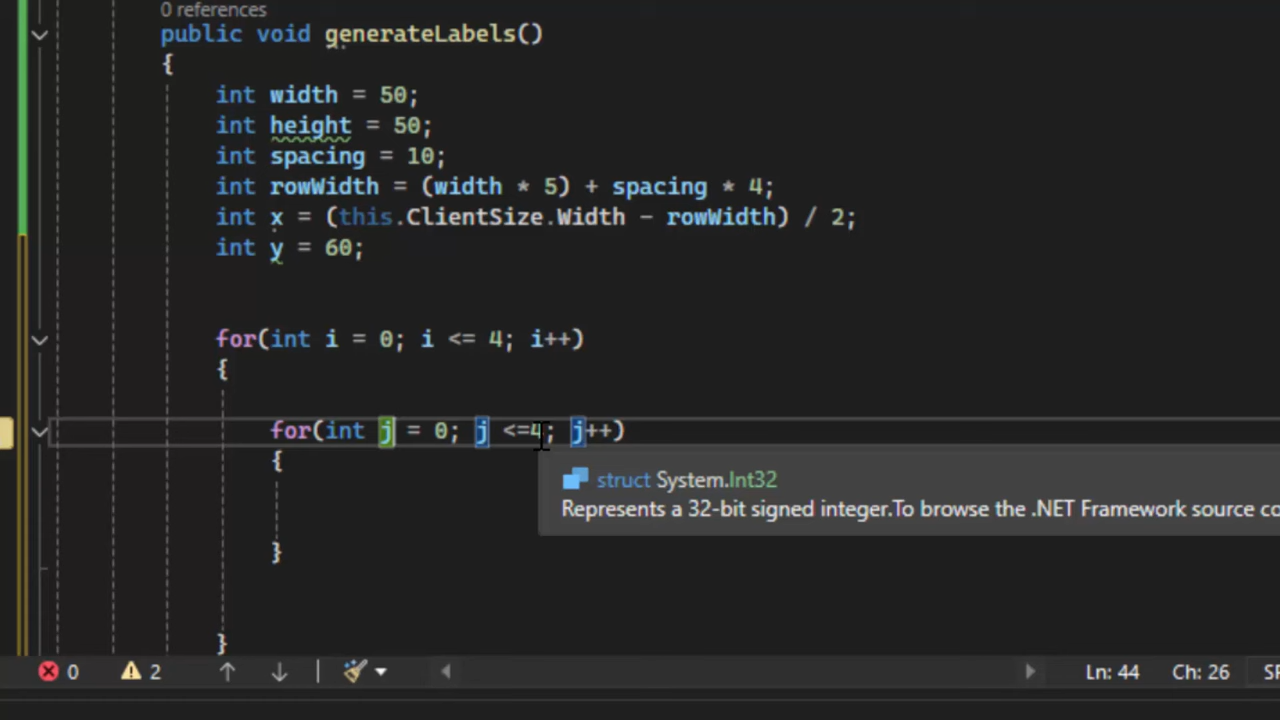 0 references
public void generateLabels()
{
int width = 50;
int height = 50;
int spacing = 10;
int rowWidth = (width * 5) + spacing * 4;
int x = (this.ClientSize.Width - rowWidth) / 2;
int y = 60;
for(int i = 0; i <= 4; i++)
{
for(int j = 0; j <=4; j++)
{
struct System.Int32
Represents a 32-bit signed integer.To browse the .NET Framework source co
}
}
0 2 Ln: 44 Ch: 26 SP